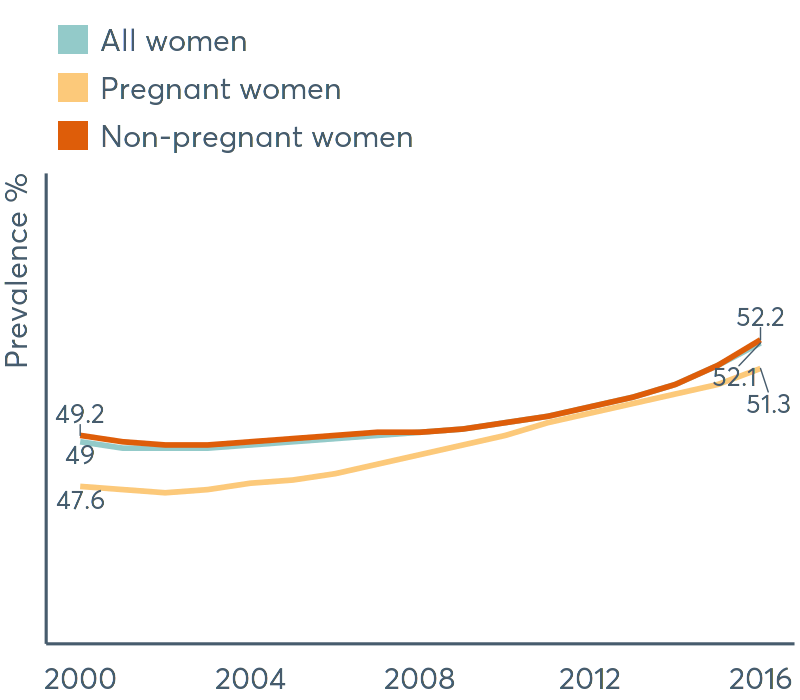 All women
Pregnant women
Non-pregnant women
Prevalence %
52.2
52.1
51.3
49.2
49
47.6
2000
2004
2008
2012
2016